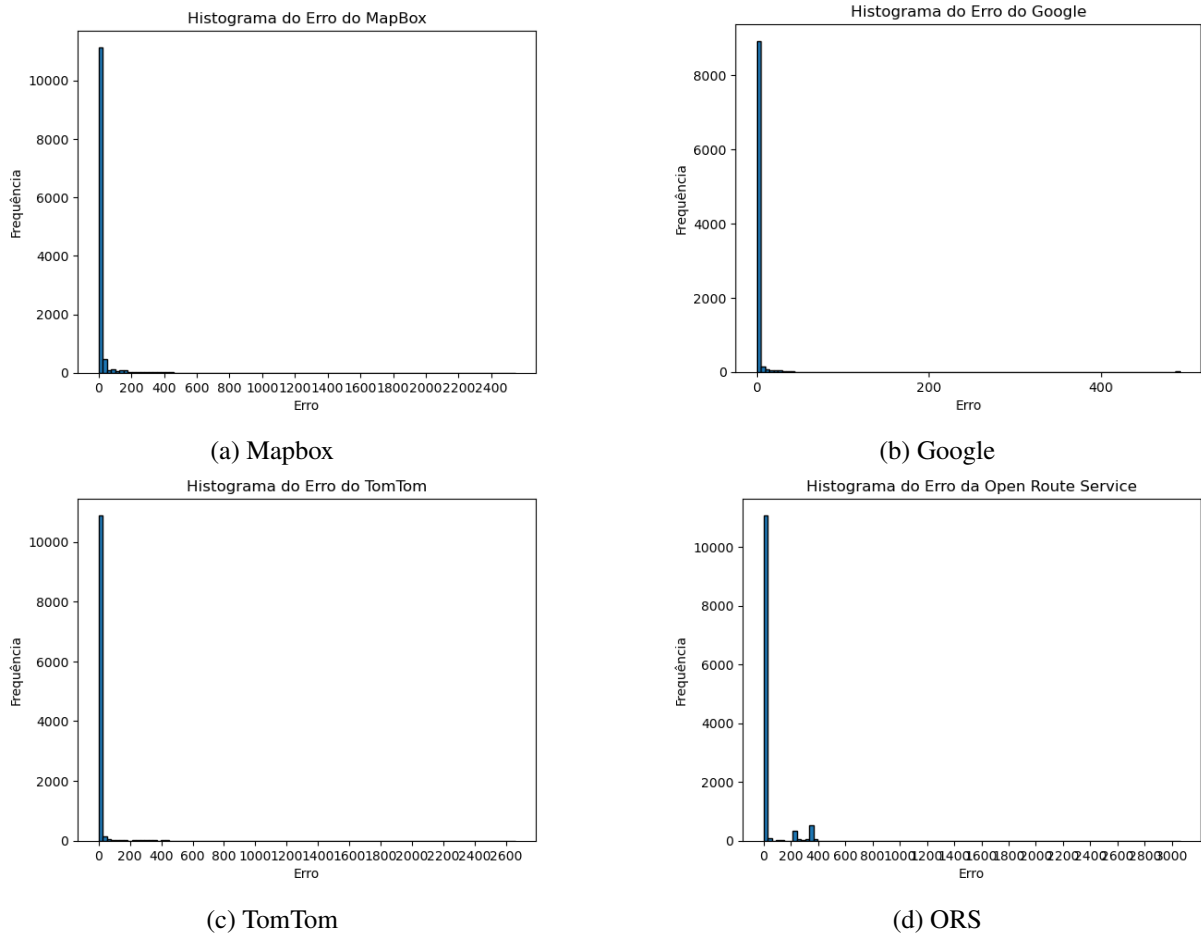 Histograma do Erro do MapBox
Frequência
10000
8000
6000
4000
2000
0
0 200 400 600 800 1000 1200 1400 1600 1800 2000 2200 2400
Erro
(a) Mapbox
Histograma do Erro do Google
Frequência
8000
6000
4000
2000
0
0 200 400
Erro
(b) Google
Histograma do Erro do TomTom
Frequência
10000
8000
6000
4000
2000
0
0 200 400 600 800 1000 1200 1400 1600 1800 2000 2200 2400 2600
Erro
(c) TomTom
Histograma do Erro da Open Route Service
Frequência
10000
8000
6000
4000
2000
0
0 200 400 600 800 1000 1200 1400 1600 1800 2000 2200 2400 2600 2800 3000
Erro
(d) ORS